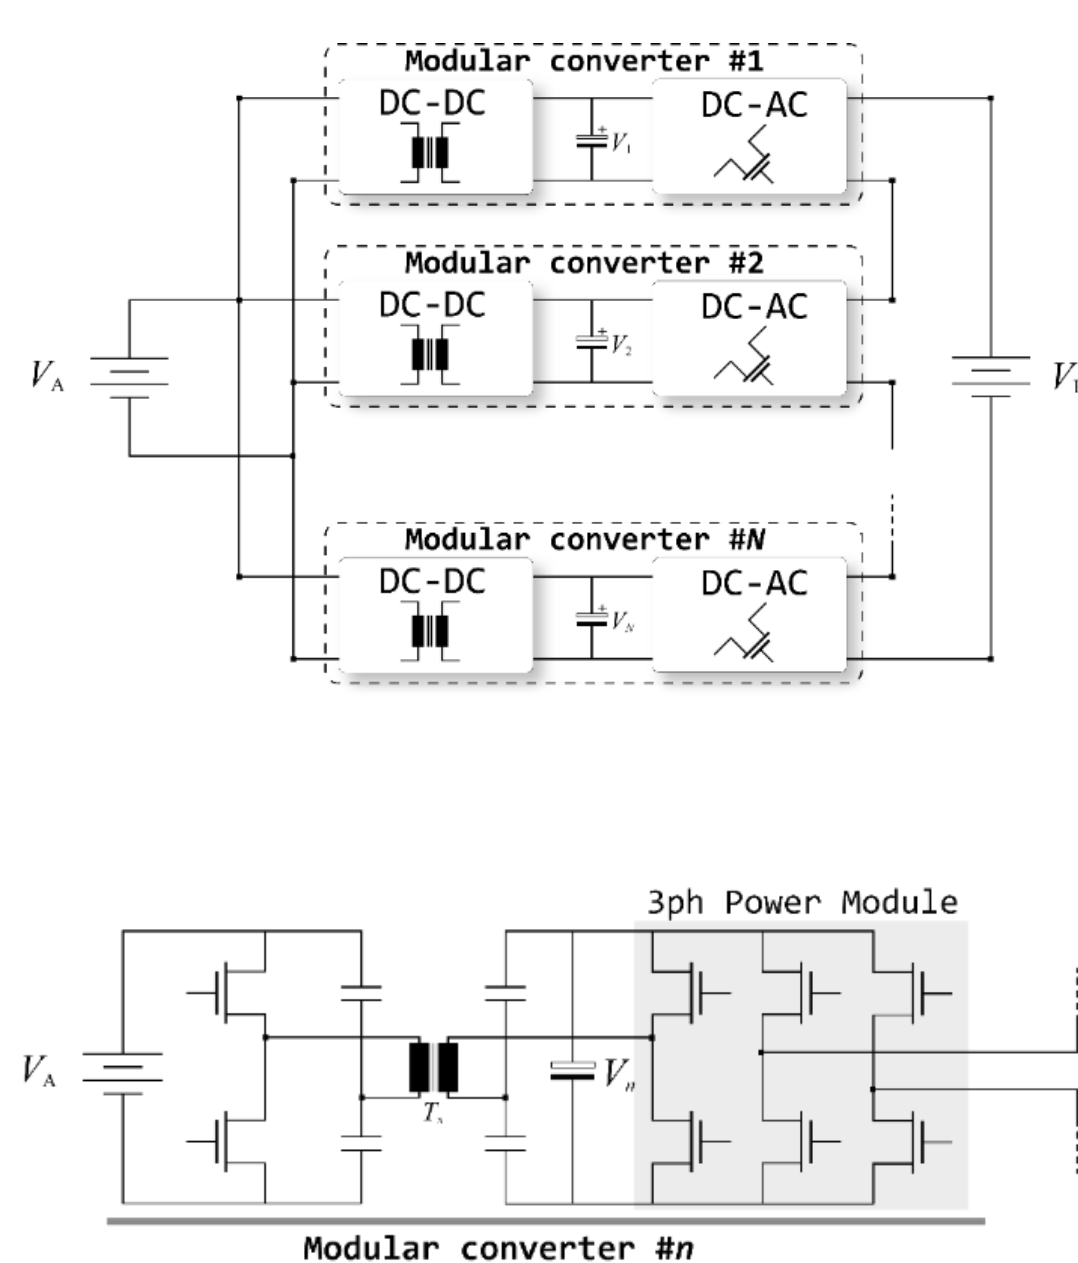 Modular converter #1
DC-DC
DC-AC
V1
Modular converter #2
DC-DC
DC-AC
V2
VA
Modular converter #N
DC-DC
DC-AC
VN
3ph Power Module
VA
Vn
Modular converter #n